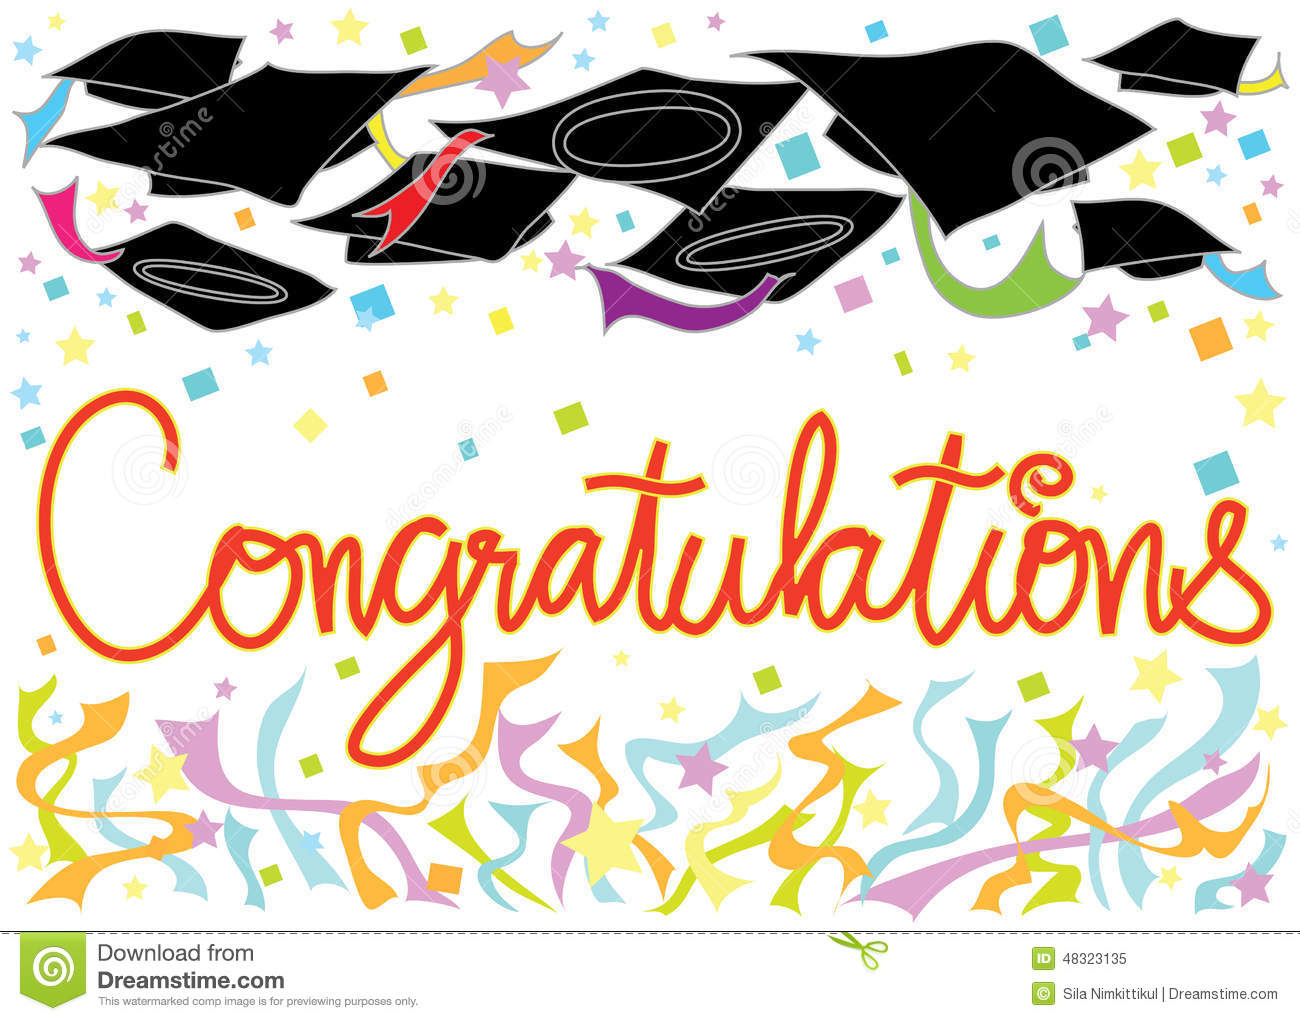 Congratulations
Download from
Dreamstime.com
This watermarked comp image is for previewing purposes only.
ID 48323135
© Sila Nimkittikul | Dreamstime.com